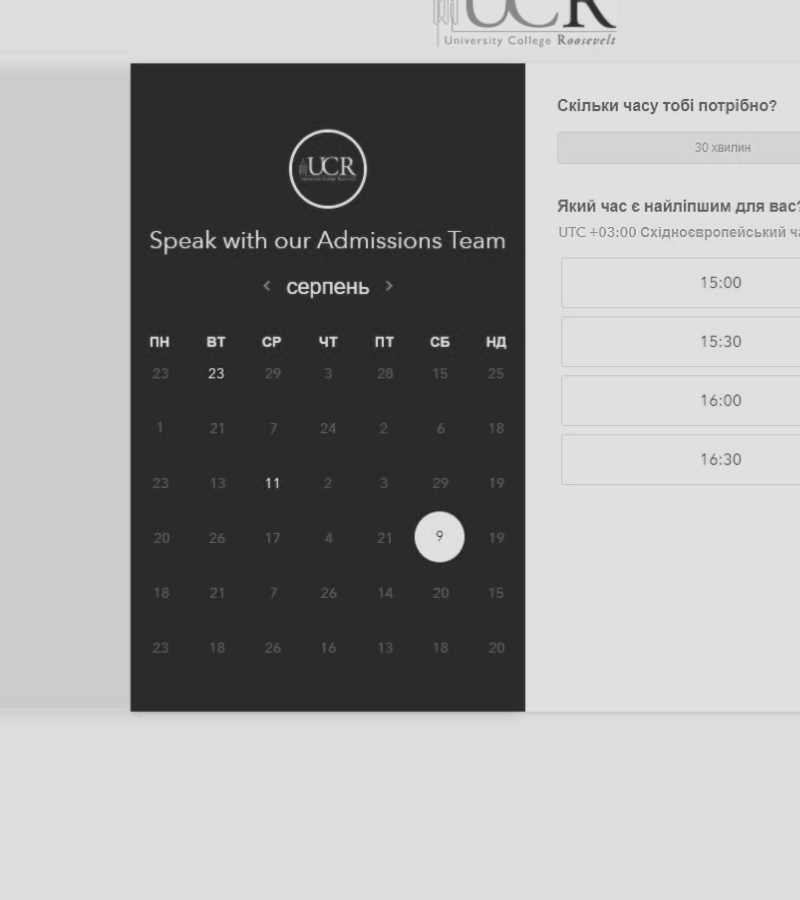 UCR
University College Roosevelt
UCR
Speak with our Admissions Team
< серпень >
ПН ВТ СР ЧТ ПТ СБ НД
23 23 29 3 28 15 25
1 21 7 24 2 6 18
23 13 11 2 3 29 19
20 26 17 4 21 9 19
18 21 7 26 14 20 15
23 18 26 16 13 18 20
Скільки часу тобі потрібно?
30 хвилин
Який час є найліпшим для вас?
UTC +03:00 Східноєвропейський ча
15:00
15:30
16:00
16:30